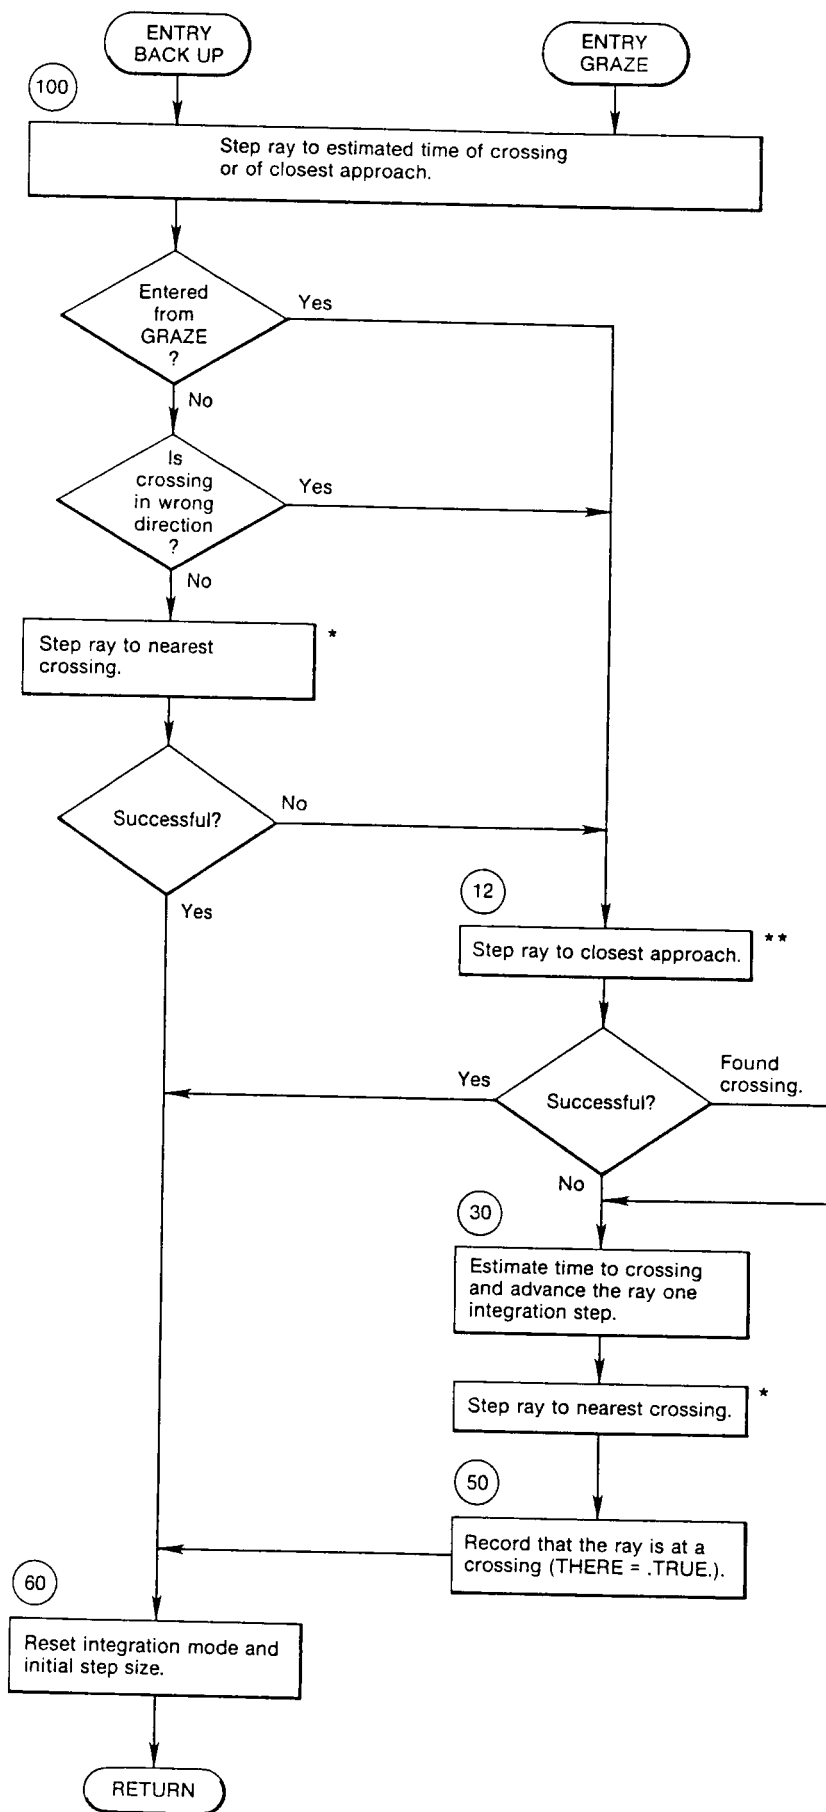 ENTRY
BACK UP
ENTRY
GRAZE
100
Step ray to estimated time of crossing
or of closest approach.
Entered
from
GRAZE
?
Yes
No
Is
crossing
in wrong
direction
?
Yes
No
Step ray to nearest
crossing.
*
Successful?
No
Yes
12
Step ray to closest approach.
**
Successful?
Yes
Found
crossing.
No
30
Estimate time to crossing
and advance the ray one
integration step.
Step ray to nearest crossing.
*
50
Record that the ray is at a
crossing (THERE = .TRUE.).
60
Reset integration mode and
initial step size.
RETURN